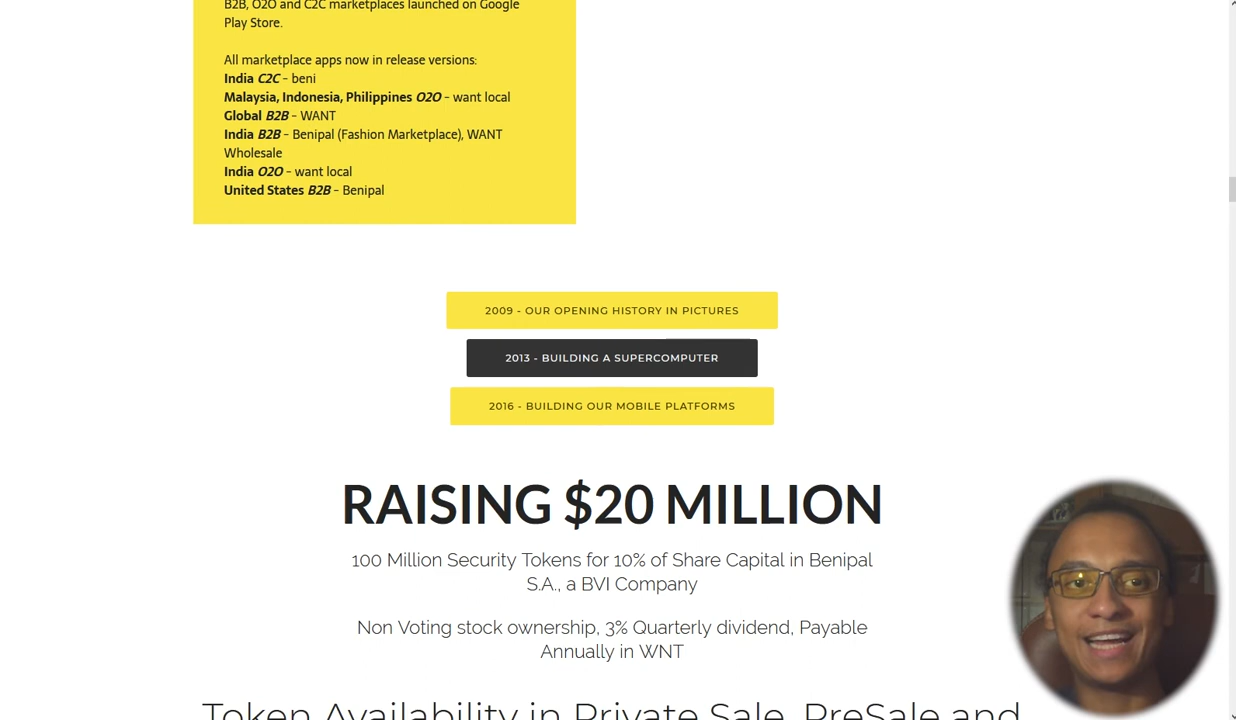 B2B, O2O and C2C marketplaces launched on Google
Play Store.
All marketplace apps now in release versions:
India C2C - beni
Malaysia, Indonesia, Philippines O2O - want local
Global B2B - WANT
India B2B - Benipal (Fashion Marketplace), WANT
Wholesale
India O2O - want local
United States B2B - Benipal
2009 - OUR OPENING HISTORY IN PICTURES
2013 - BUILDING A SUPERCOMPUTER
2016 - BUILDING OUR MOBILE PLATFORMS
RAISING $20 MILLION
100 Million Security Tokens for 10% of Share Capital in Benipal
S.A., a BVI Company
Non Voting stock ownership, 3% Quarterly dividend, Payable
Annually in WNT
Token Availability in Private Sale, PreSale and